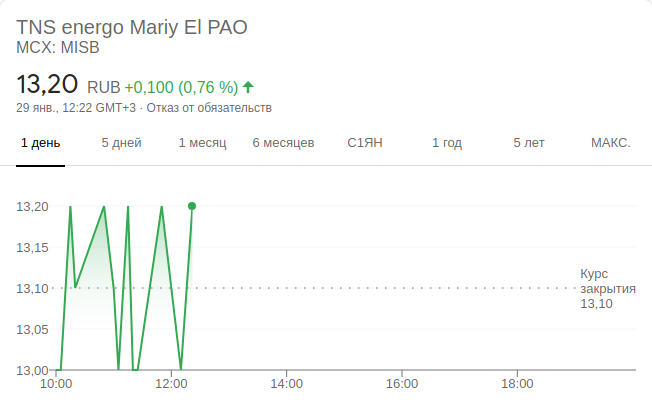 TNS energo Mariy El PAO
MCX: MISB
13,20 RUB +0,100 (0,76 %)
29 янв., 12:22 GMT+3 · Отказ от обязательств
1 день 5 дней 1 месяц 6 месяцев С1ЯН 1 год 5 лет МАКС.
13,20
13,15
Курс
13,10 закрытия
13,10
13,05
13,00
10:00 12:00 14:00 16:00 18:00